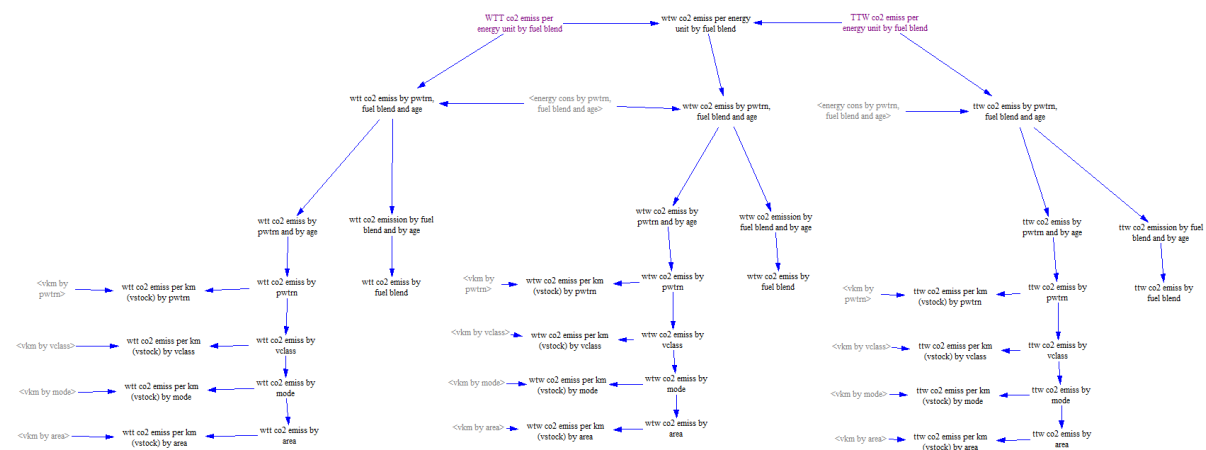 WTT co2 emiss per
energy unit by fuel blend
wtw co2 emiss per energy
unit by fuel blend
TTW co2 emiss per
energy unit by fuel blend
wtt co2 emiss by pwtrn,
fuel blend and age
<energy cons by pwtrn,
fuel blend and age>
wtw co2 emiss by pwtrn,
fuel blend and age
<energy cons by pwtrn,
fuel blend and age>
ttw co2 emiss by pwtrn,
fuel blend and age
wtt co2 emiss by
pwtrn and by age
wtt co2 emission by fuel
blend and by age
wtw co2 emiss by
pwtrn and by age
wtw co2 emission by
fuel blend and by age
ttw co2 emiss by
pwtrn and by age
ttw co2 emission by fuel
blend and by age
<vkm by
pwtrn>
wtt co2 emiss per km
(vstock) by pwtrn
wtt co2 emiss by
pwtrn
wtt co2 emiss by
fuel blend
<vkm by
pwtrn>
wtw co2 emiss per km
(vstock) by pwtrn
wtw co2 emiss by
pwtrn
wtw co2 emiss by
fuel blend
<vkm by
pwtrn>
ttw co2 emiss per km
(vstock) by pwtrn
ttw co2 emiss by
pwtrn
ttw co2 emiss by
fuel blend
<vkm by vclass>
wtt co2 emiss per km
(vstock) by vclass
wtt co2 emiss by
vclass
<vkm by vclass>
wtw co2 emiss per km
(vstock) by vclass
wtw co2 emiss by
vclass
<vkm by vclass>
ttw co2 emiss per km
(vstock) by vclass
ttw co2 emiss by
vclass
<vkm by mode>
wtt co2 emiss per km
(vstock) by mode
wtt co2 emiss by
mode
<vkm by mode>
wtw co2 emiss per km
(vstock) by mode
wtw co2 emiss by
mode
<vkm by mode>
ttw co2 emiss per km
(vstock) by mode
ttw co2 emiss by
mode
<vkm by area>
wtt co2 emiss per km
(vstock) by area
wtt co2 emiss by
area
<vkm by area>
wtw co2 emiss per km
(vstock) by area
wtw co2 emiss by
area
<vkm by area>
ttw co2 emiss per km
(vstock) by area
ttw co2 emiss by
area